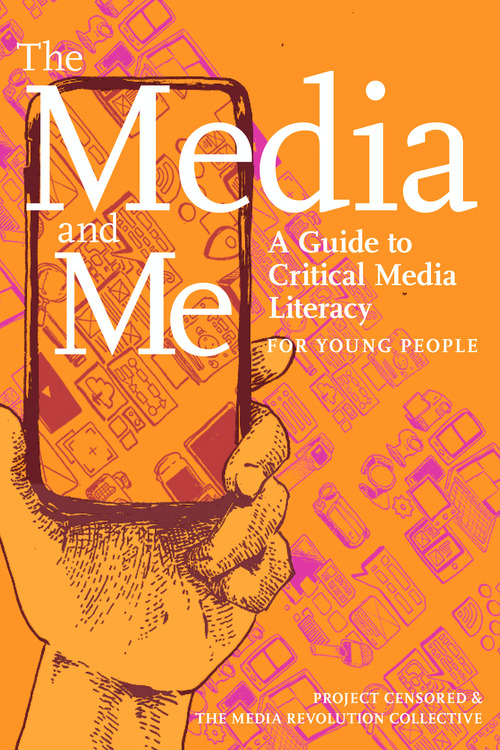 The
Media
and
Me
A Guide to
Critical Media
Literacy
FOR YOUNG PEOPLE
PROJECT CENSORED &
THE MEDIA REVOLUTION COLLECTIVE